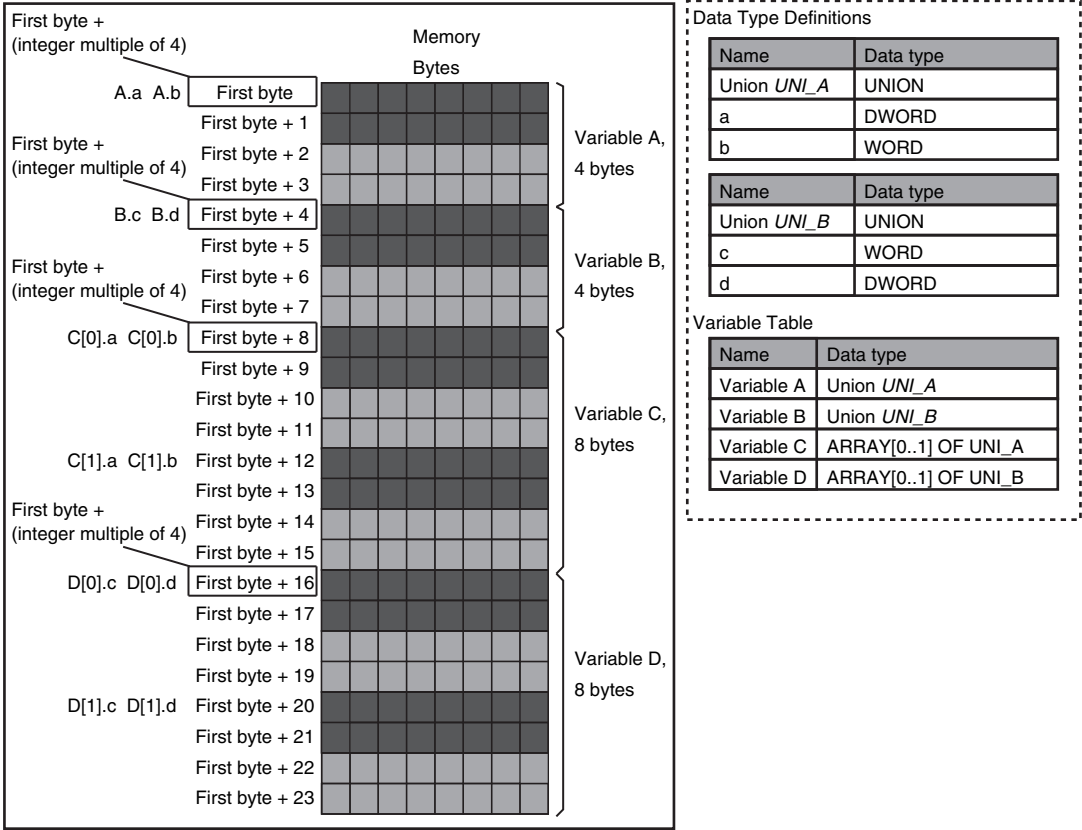 First byte +
(integer multiple of 4)
Memory
Bytes
A.a A.b First byte
First byte + 1
First byte +
(integer multiple of 4)
First byte + 2
First byte + 3
Variable A,
4 bytes
B.c B.d First byte + 4
First byte + 5
First byte +
(integer multiple of 4)
First byte + 6
First byte + 7
Variable B,
4 bytes
C[0].a C[0].b First byte + 8
First byte + 9
First byte + 10
First byte + 11
Variable C,
8 bytes
C[1].a C[1].b First byte + 12
First byte + 13
First byte +
(integer multiple of 4)
First byte + 14
First byte + 15
D[0].c D[0].d First byte + 16
First byte + 17
First byte + 18
First byte + 19
Variable D,
8 bytes
D[1].c D[1].d First byte + 20
First byte + 21
First byte + 22
First byte + 23
Data Type Definitions
Name Data type
Union UNI_A UNION
a DWORD
b WORD
Name Data type
Union UNI_B UNION
c WORD
d DWORD
Variable Table
Name Data type
Variable A Union UNI_A
Variable B Union UNI_B
Variable C ARRAY[0..1] OF UNI_A
Variable D ARRAY[0..1] OF UNI_B